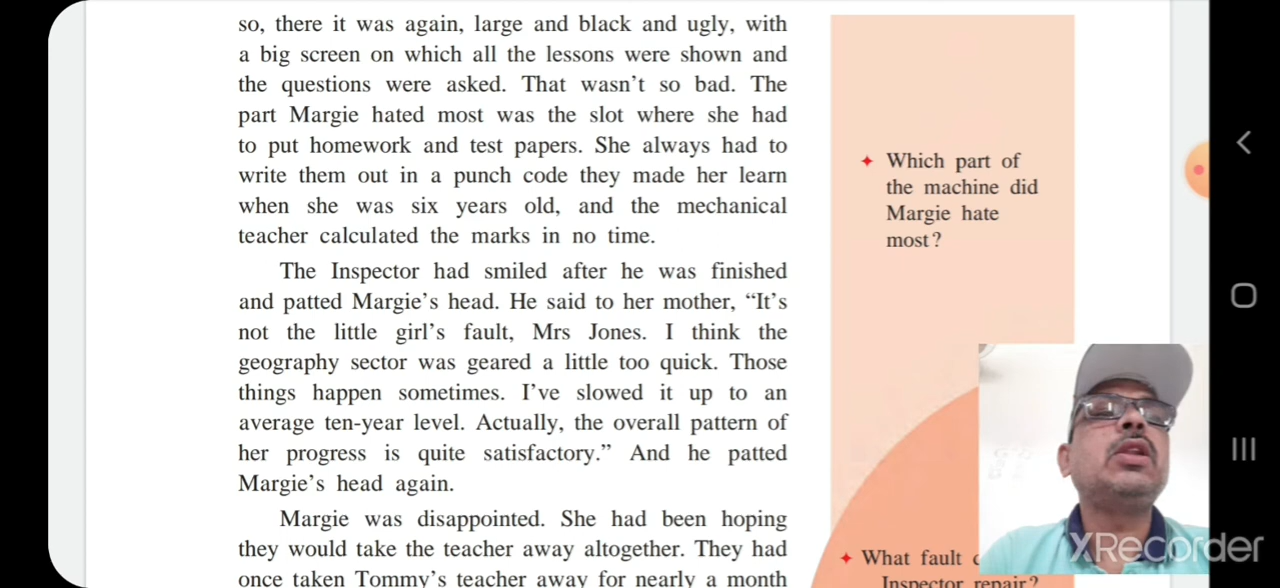 so, there it was again, large and black and ugly, with
a big screen on which all the lessons were shown and
the questions were asked. That wasn't so bad. The
part Margie hated most was the slot where she had
to put homework and test papers. She always had to
write them out in a punch code they made her learn
when she was six years old, and the mechanical
teacher calculated the marks in no time.
The Inspector had smiled after he was finished
and patted Margie's head. He said to her mother, “It's
not the little girl's fault, Mrs Jones. I think the
geography sector was geared a little too quick. Those
things happen sometimes. I've slowed it up to an
average ten-year level. Actually, the overall pattern of
her progress is quite satisfactory.” And he patted
Margie's head again.
Margie was disappointed. She had been hoping
they would take the teacher away altogether. They had
once taken Tommy's teacher away for nearly a month
Which part of
the machine did
Margie hate
most?
What fault
Inspector repair?
XRecorder